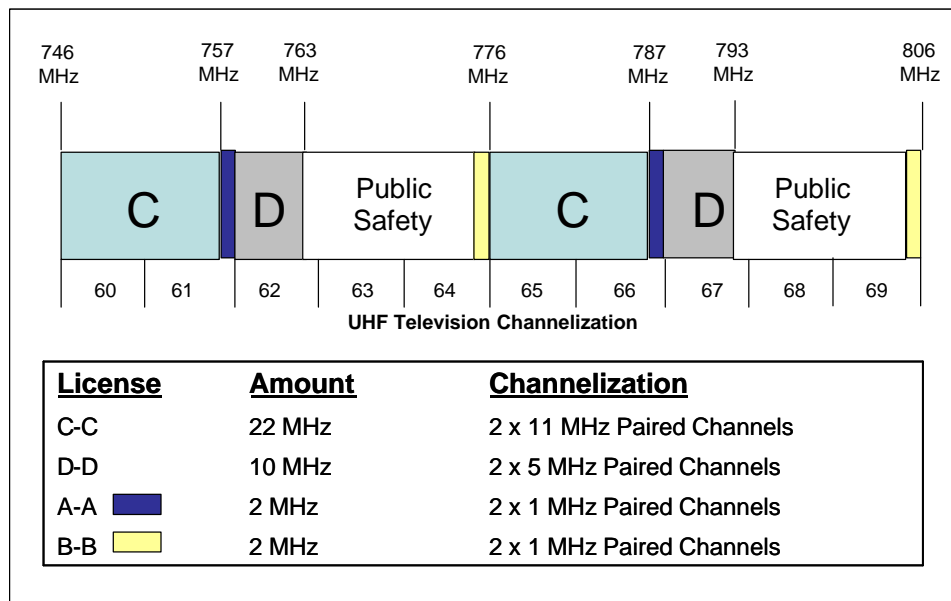 746 MHz 757 MHz 763 MHz 776 MHz 787 MHz 793 MHz 806 MHz
C D Public Safety C D Public Safety
60 61 62 63 64 65 66 67 68 69
UHF Television Channelization
License Amount Channelization
C-C 22 MHz 2 x 11 MHz Paired Channels
D-D 10 MHz 2 x 5 MHz Paired Channels
A-A 2 MHz 2 x 1 MHz Paired Channels
B-B 2 MHz 2 x 1 MHz Paired Channels